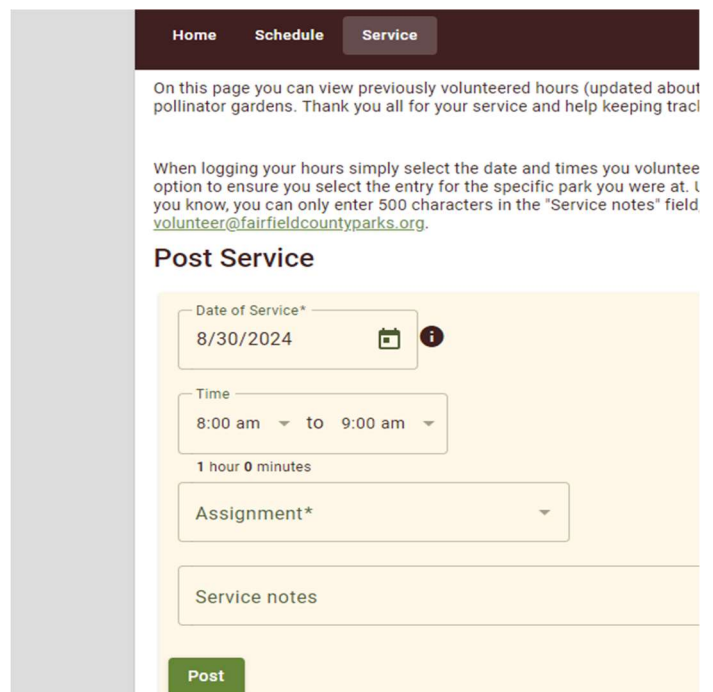 Home Schedule Service
On this page you can view previously volunteered hours (updated about
pollinator gardens. Thank you all for your service and help keeping trac
When logging your hours simply select the date and times you voluntee
option to ensure you select the entry for the specific park you were at. U
you know, you can only enter 500 characters in the "Service notes" field,
volunteer@fairfieldcountyparks.org.
Post Service
Date of Service*
8/30/2024
Time
8:00 am to 9:00 am
1 hour 0 minutes
Assignment*
Service notes
Post